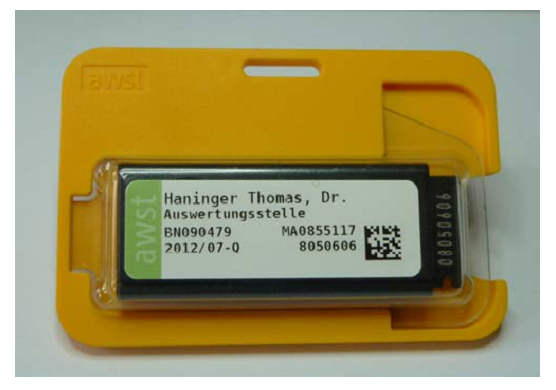 awst
awst
Haninger Thomas, Dr.
Auswertungsstelle
BN090479 MA0855117
2012/07-Q 8050606
08050606